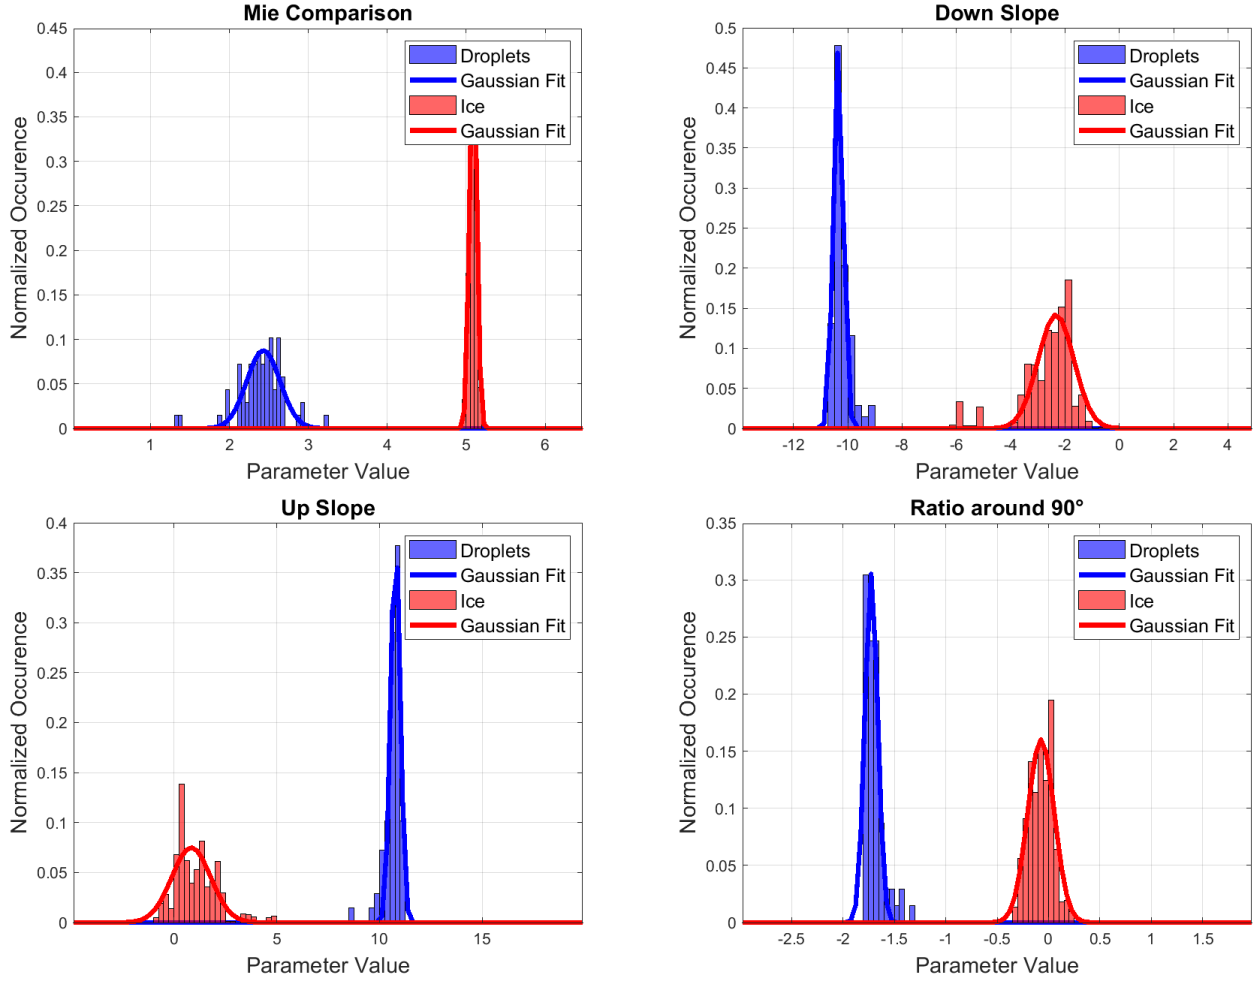 Mie Comparison
0.45
0.4
0.35
0.3
0.25
0.2
0.15
0.1
0.05
0
Normalized Occurence
1 2 3 4 5 6
Parameter Value
Droplets
Gaussian Fit
Ice
Gaussian Fit
Down Slope
0.5
0.45
0.4
0.35
0.3
0.25
0.2
0.15
0.1
0.05
0
Normalized Occurence
-12 -10 -8 -6 -4 -2 0 2 4
Parameter Value
Droplets
Gaussian Fit
Ice
Gaussian Fit
Up Slope
0.4
0.35
0.3
0.25
0.2
0.15
0.1
0.05
0
Normalized Occurence
0 5 10 15
Parameter Value
Droplets
Gaussian Fit
Ice
Gaussian Fit
Ratio around 90°
0.35
0.3
0.25
0.2
0.15
0.1
0.05
0
Normalized Occurence
-2.5 -2 -1.5 -1 -0.5 0 0.5 1 1.5
Parameter Value
Droplets
Gaussian Fit
Ice
Gaussian Fit